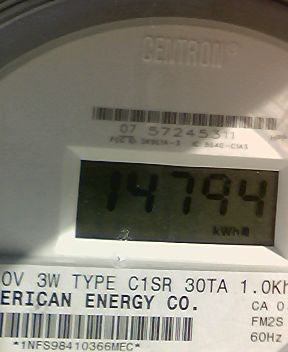 CENTRON®
07 57245311
14794
kWh
0V 3W TYPE C1SR 30TA 1.0Kh
ERICAN ENERGY CO.
CA 0
FM2S
60Hz
*1NFS98410366MEC*